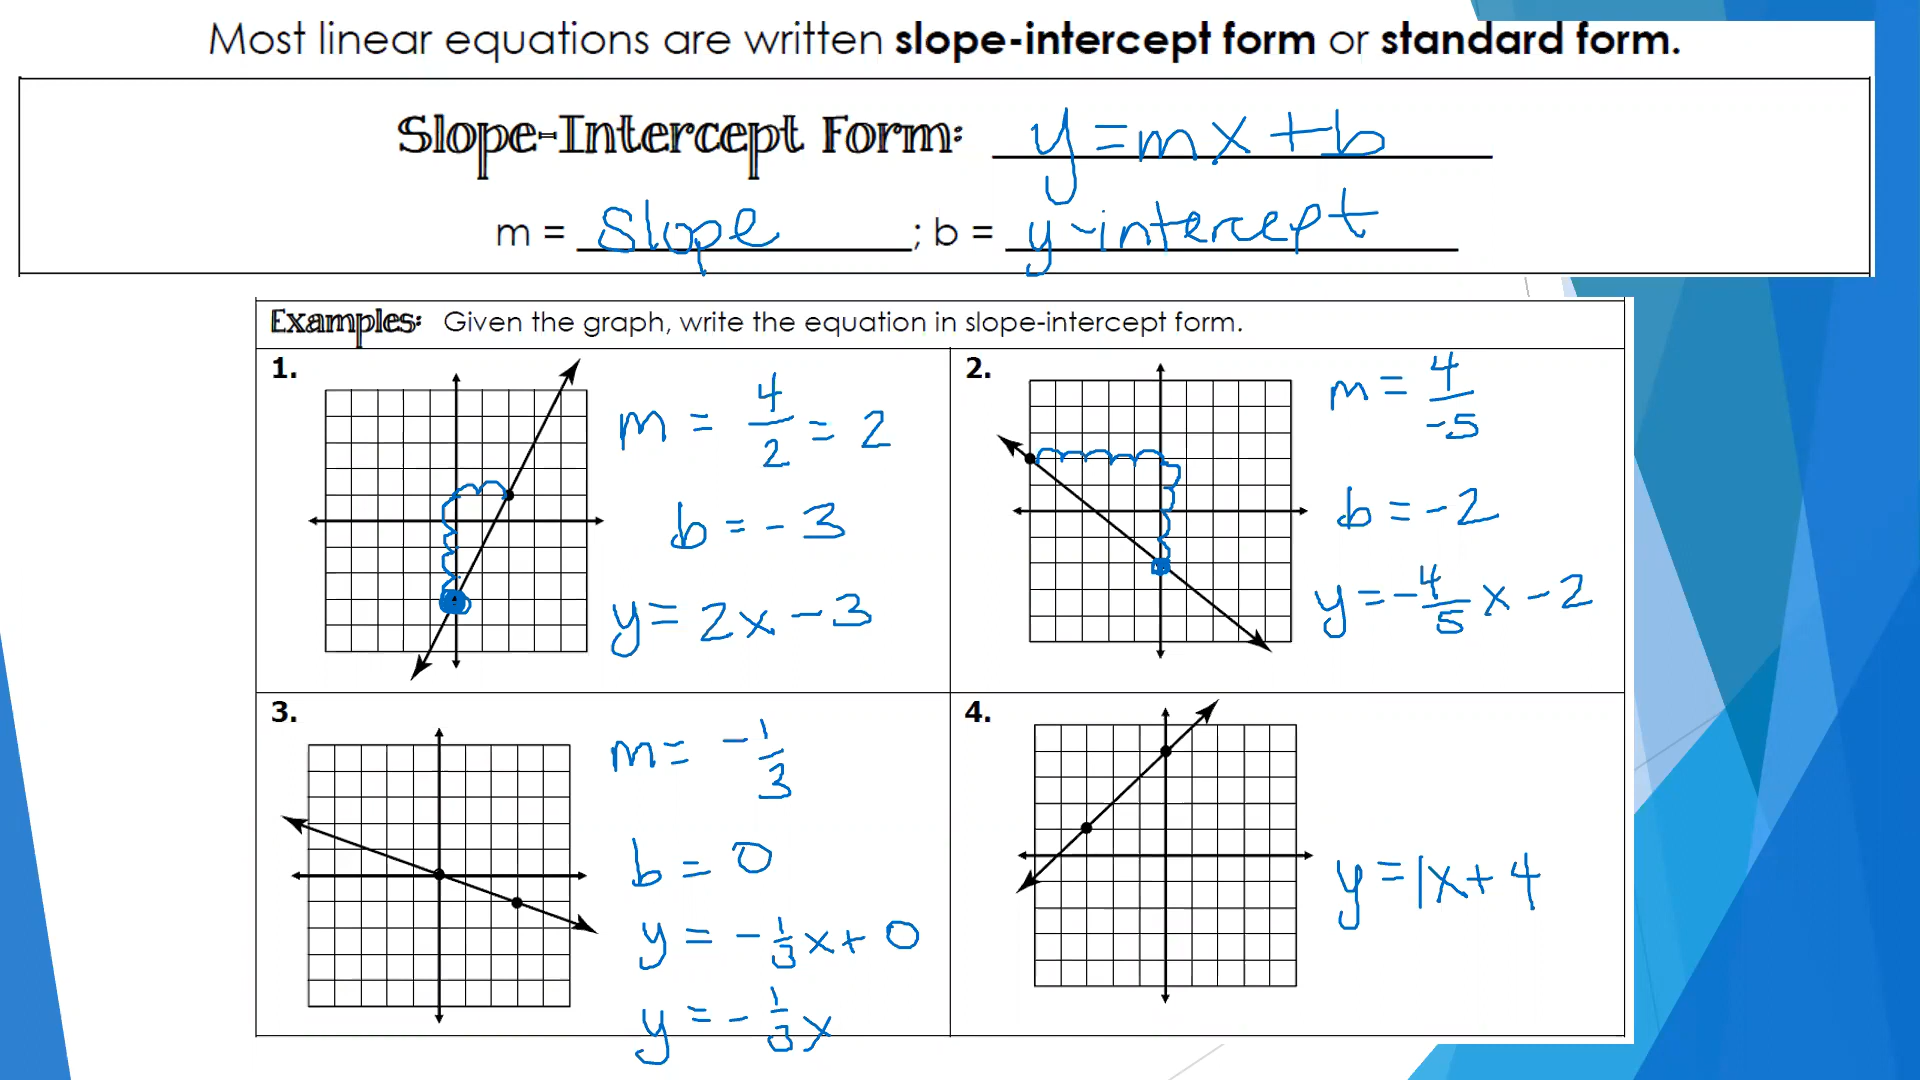 Most linear equations are written slope-intercept form or standard form.
Slope-Intercept Form: y = mx + b
m = slope ; b = y-intercept
Examples: Given the graph, write the equation in slope-intercept form.
1.
m = 4/2 = 2
b = -3
y = 2x - 3
2.
m = 4/-5
b = -2
y = -4/5 x - 2
3.
m = -1/3
b = 0
y = -1/3 x + 0
y = -1/3 x
4.
y = 1x + 4